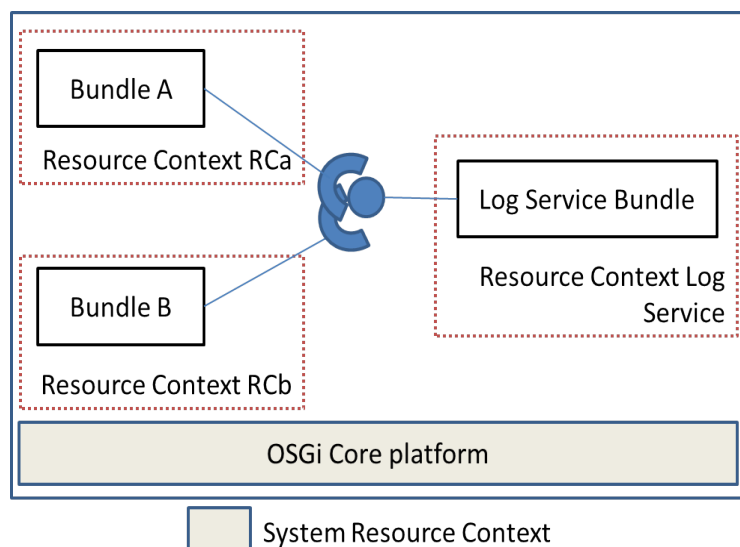 Bundle A
Resource Context RCa
Log Service Bundle
Resource Context Log
Service
Bundle B
Resource Context RCb
OSGi Core platform
System Resource Context